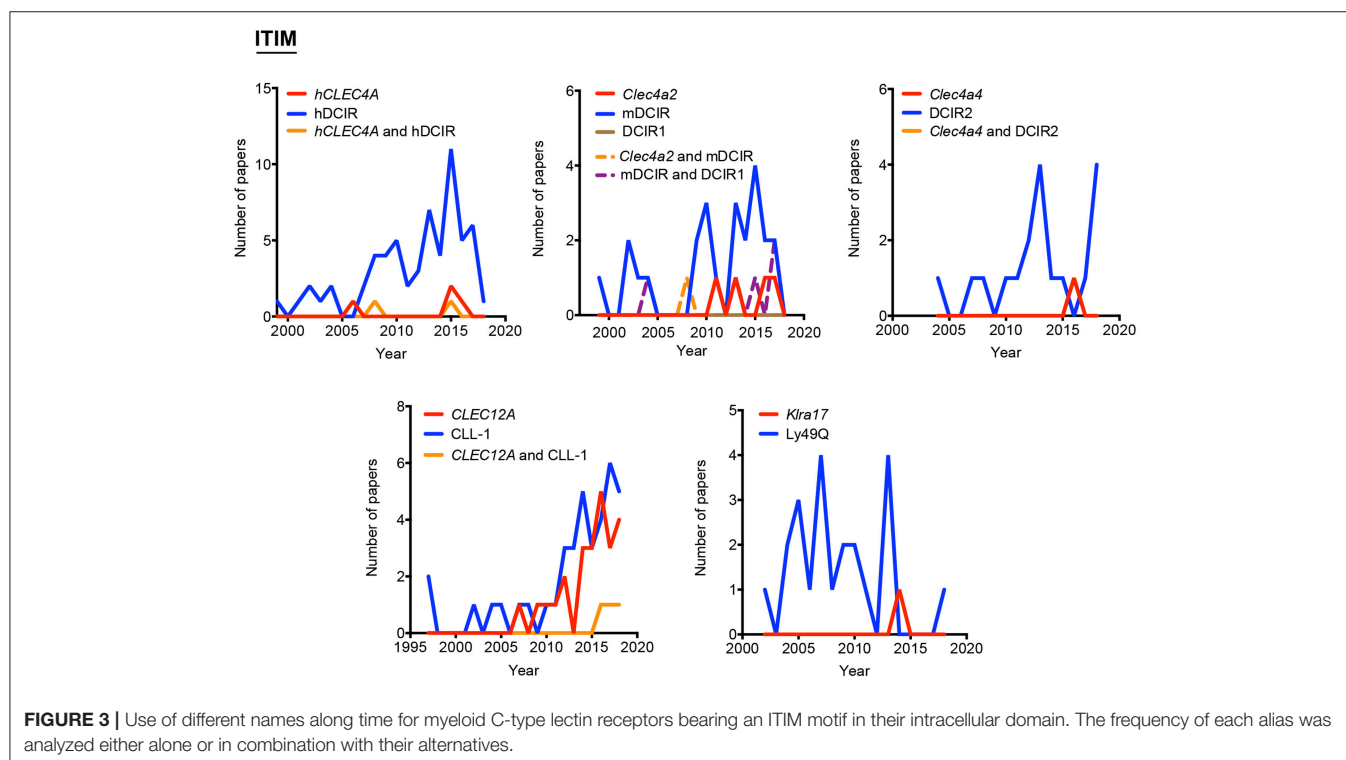 ITIM
15
10
5
0
Number of papers
hCLEC4A
hDCIR
hCLEC4A and hDCIR
2000 2005 2010 2015 2020
Year
6
4
2
0
Number of papers
Clec4a2
mDCIR
DCIR1
Clec4a2 and mDCIR
mDCIR and DCIR1
2000 2005 2010 2015 2020
Year
6
4
2
0
Number of papers
Clec4a4
DCIR2
Clec4a4 and DCIR2
2000 2005 2010 2015 2020
Year
8
6
4
2
0
Number of papers
CLEC12A
CLL-1
CLEC12A and CLL-1
1995 2000 2005 2010 2015 2020
Year
5
4
3
2
1
0
Number of papers
Klra17
Ly49Q
2000 2005 2010 2015 2020
Year
FIGURE 3 | Use of different names along time for myeloid C-type lectin receptors bearing an ITIM motif in their intracellular domain. The frequency of each alias was
analyzed either alone or in combination with their alternatives.